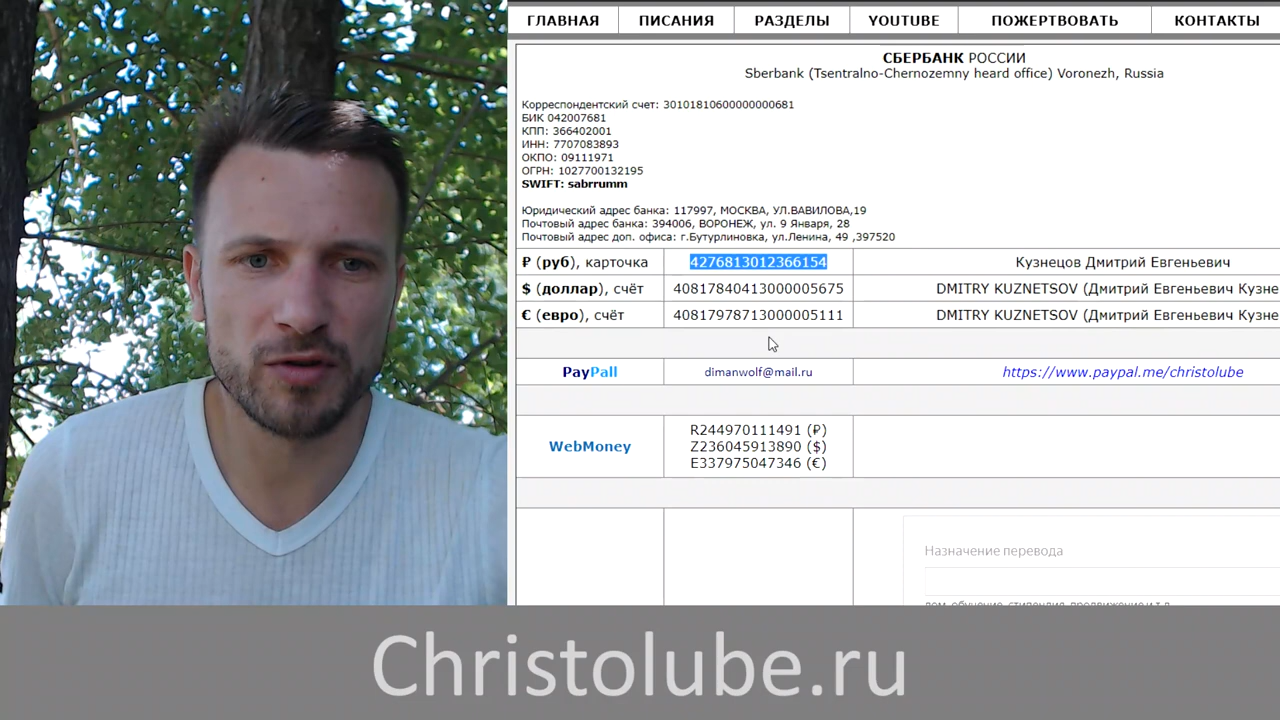 ГЛАВНАЯ ПИСАНИЯ РАЗДЕЛЫ YOUTUBE ПОЖЕРТВОВАТЬ КОНТАКТЫ
СБЕРБАНК РОССИИ
Sberbank (Tsentralno-Chernozemny heard office) Voronezh, Russia
Корреспондентский счет: 30101810600000000681
БИК 042007681
КПП: 366402001
ИНН: 7707083893
ОКПО: 09111971
ОГРН: 1027700132195
SWIFT: sabrrumm
Юридический адрес банка: 117997, МОСКВА, УЛ.ВАВИЛОВА,19
Почтовый адрес банка: 394006, ВОРОНЕЖ, ул. 9 Января, 28
Почтовый адрес доп. офиса: г.Бутурлиновка, ул.Ленина, 49 ,397520
₽ (руб), карточка 4276813012366154 Кузнецов Дмитрий Евгеньевич
$ (доллар), счёт 40817840413000005675 DMITRY KUZNETSOV (Дмитрий Евгеньевич Кузне
€ (евро), счёт 40817978713000005111 DMITRY KUZNETSOV (Дмитрий Евгеньевич Кузне
PayPall dimanwolf@mail.ru https://www.paypal.me/christolube
WebMoney
R244970111491 (₽)
Z236045913890 ($)
E337975047346 (€)
Назначение перевода
дом, обучение, стипендия, продвижение и т.д.
Christolube.ru